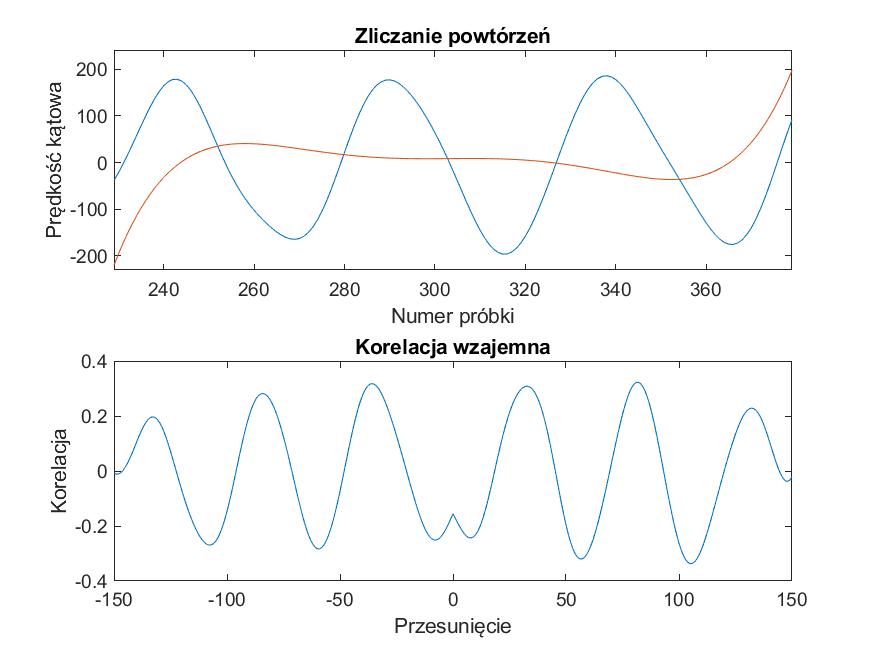 Zliczanie powtórzeń
Prędkość kątowa
200
100
0
-100
-200
240 260 280 300 320 340 360
Numer próbki
Korelacja wzajemna
Korelacja
0.4
0.2
0
-0.2
-0.4
-150 -100 -50 0 50 100 150
Przesunięcie